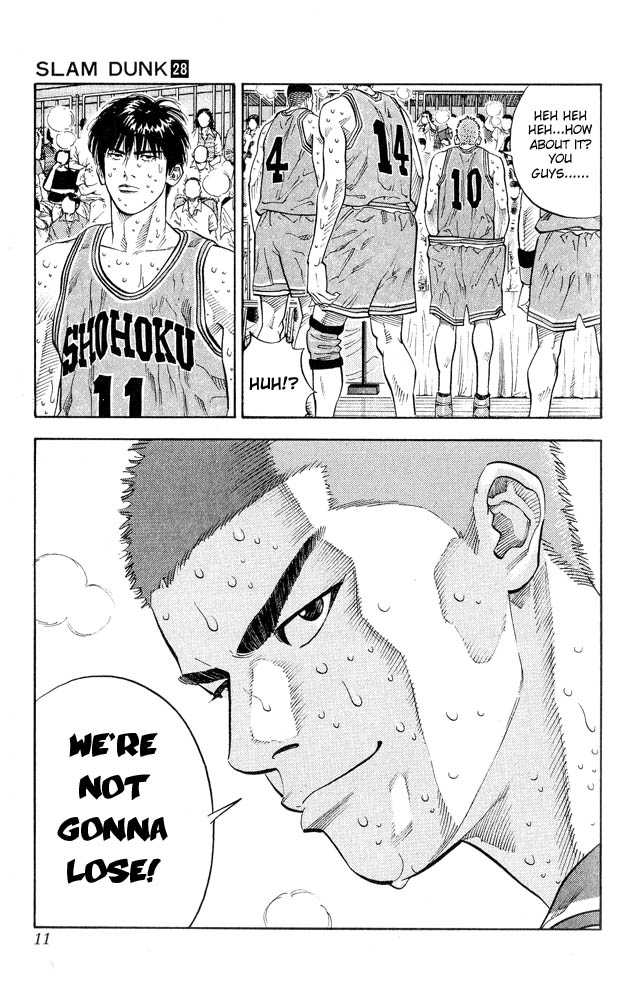 SLAM DUNK 28
SHOHOKU
11
4
14
10
HEH HEH
HEH...HOW
ABOUT IT?
YOU
GUYS......
HUH!?
WE'RE
NOT
GONNA
LOSE!
11